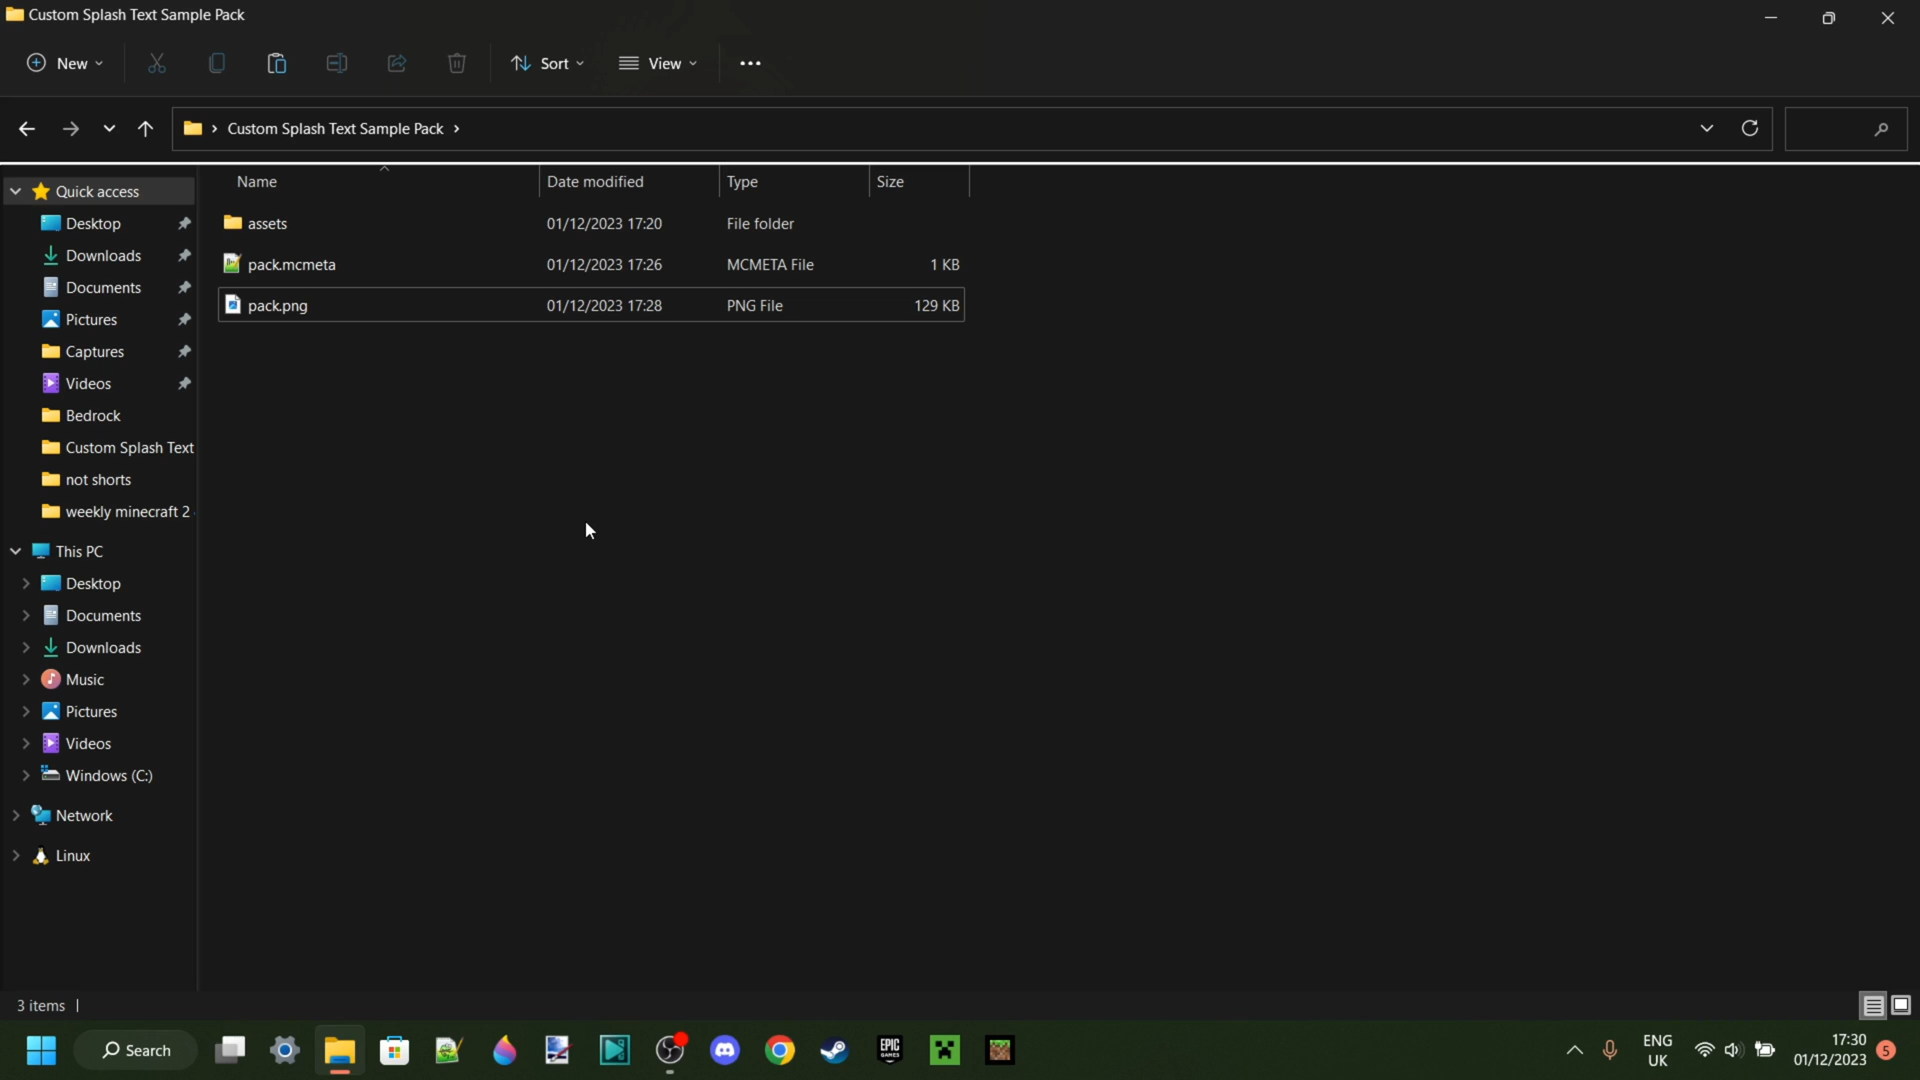 Custom Splash Text Sample Pack
New
Sort
View
Custom Splash Text Sample Pack
Name
Date modified
Type
Size
Quick access
Desktop
Downloads
Documents
Pictures
Captures
Videos
Bedrock
Custom Splash Text
not shorts
weekly minecraft 2
This PC
Desktop
Documents
Downloads
Music
Pictures
Videos
Windows (C:)
Network
Linux
assets 01/12/2023 17:20 File folder
pack.mcmeta 01/12/2023 17:26 MCMETA File 1 KB
pack.png 01/12/2023 17:28 PNG File 129 KB
3 items
Search
EPIC
GAMES
ENG
UK
17:30
01/12/2023
5